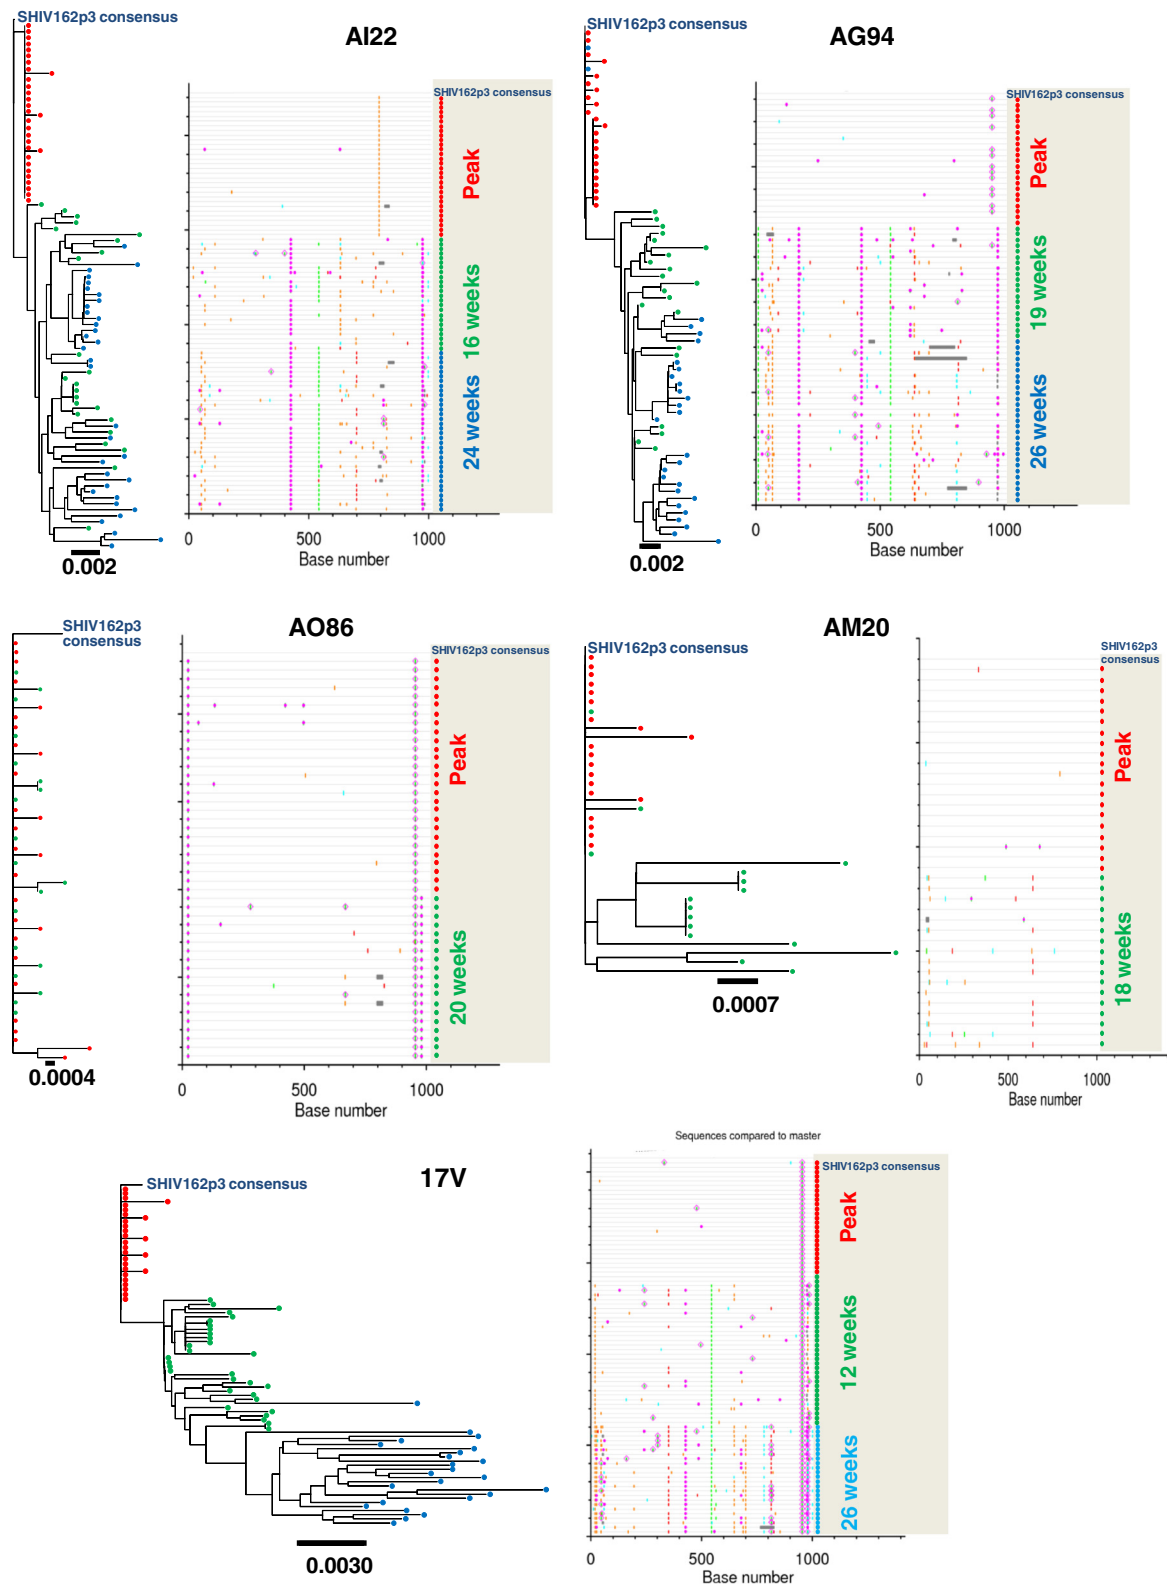 SHIV162p3 consensus
AI22
SHIV162p3 consensus
Peak
16 weeks
24 weeks
0 500 1000
Base number
0.002
SHIV162p3 consensus
AG94
SHIV162p3 consensus
Peak
19 weeks
26 weeks
0 500 1000
Base number
0.002
SHIV162p3
consensus
AO86
SHIV162p3 consensus
Peak
20 weeks
0 500 1000
Base number
0.0004
SHIV162p3 consensus
AM20
SHIV162p3
consensus
Peak
18 weeks
0 500 1000
Base number
0.0007
SHIV162p3 consensus
17V
Sequences compared to master
SHIV162p3 consensus
Peak
12 weeks
26 weeks
0 500 1000
Base number
0.0030